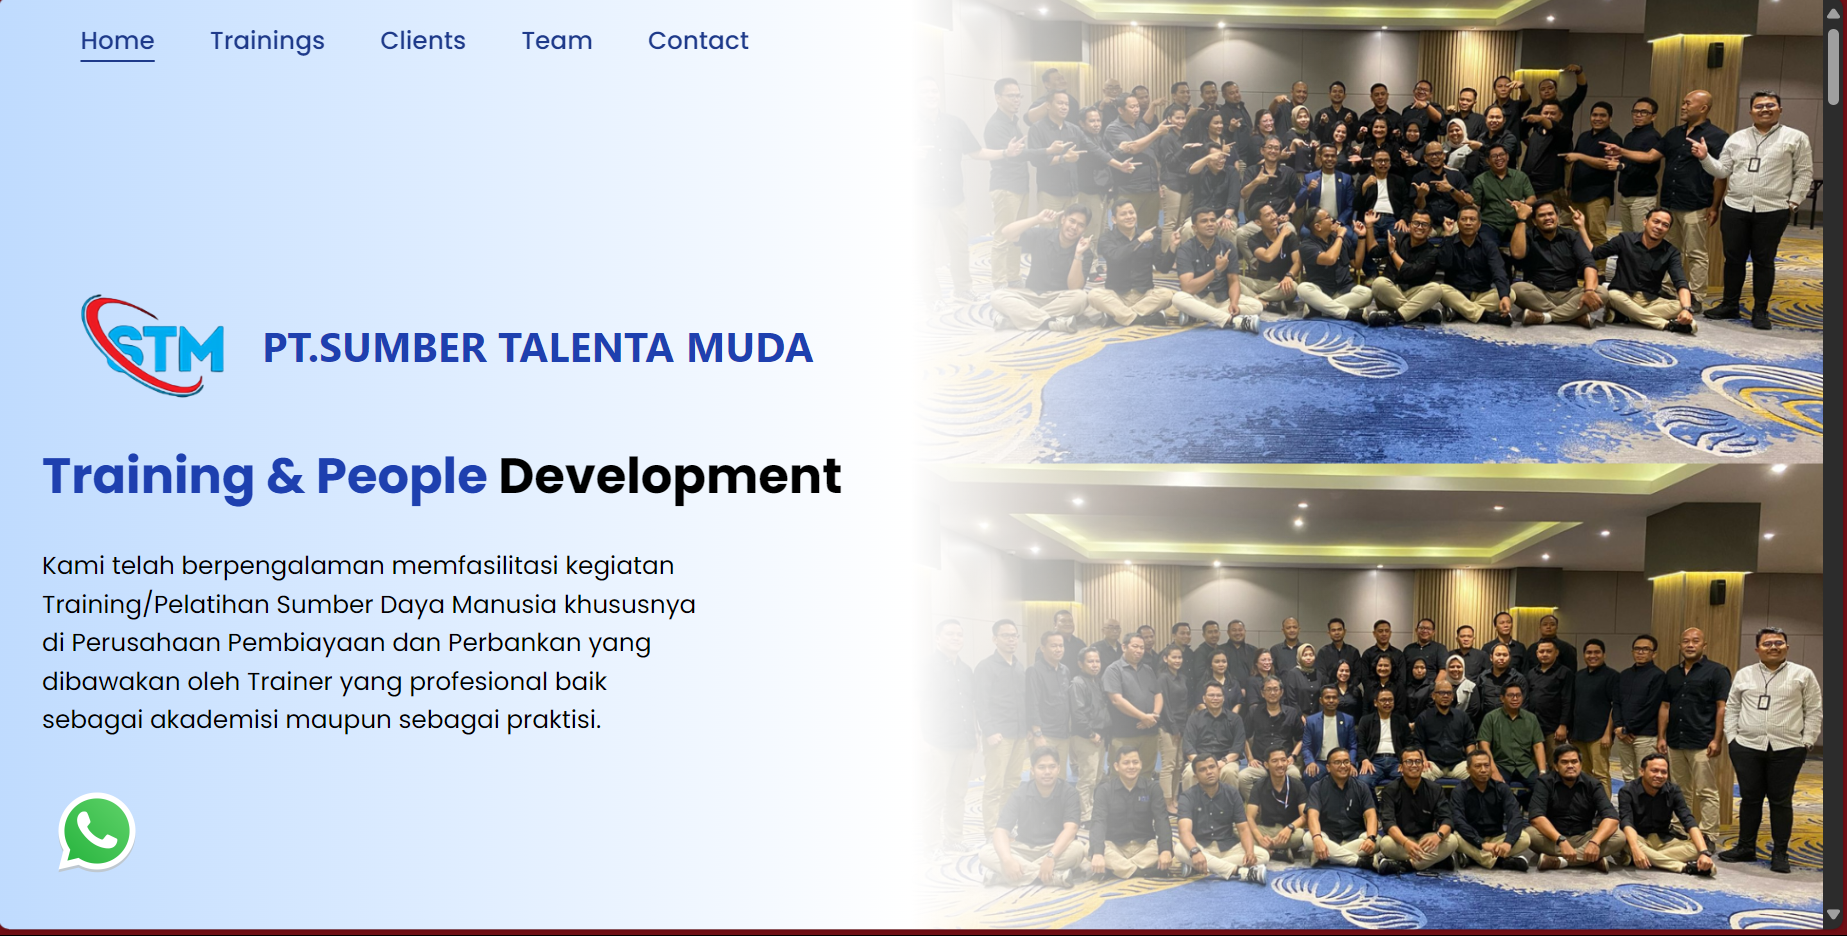 Home Trainings Clients Team Contact
STM
PT.SUMBER TALENTA MUDA
Training & People Development
Kami telah berpengalaman memfasilitasi kegiatan
Training/Pelatihan Sumber Daya Manusia khususnya
di Perusahaan Pembiayaan dan Perbankan yang
dibawakan oleh Trainer yang profesional baik
sebagai akademisi maupun sebagai praktisi.